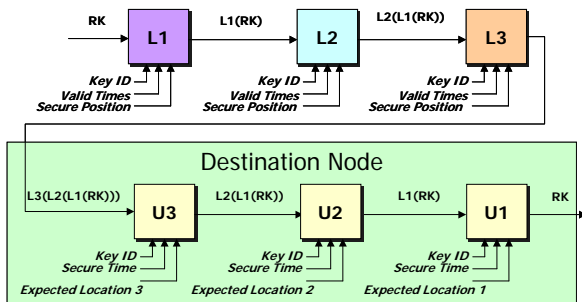 RK
L1
L1(RK)
L2
L2(L1(RK))
L3
Key ID
Valid Times
Secure Position
Key ID
Valid Times
Secure Position
Key ID
Valid Times
Secure Position
Destination Node
L3(L2(L1(RK)))
U3
L2(L1(RK))
U2
L1(RK)
U1
RK
Key ID
Secure Time
Expected Location 3
Key ID
Secure Time
Expected Location 2
Key ID
Secure Time
Expected Location 1